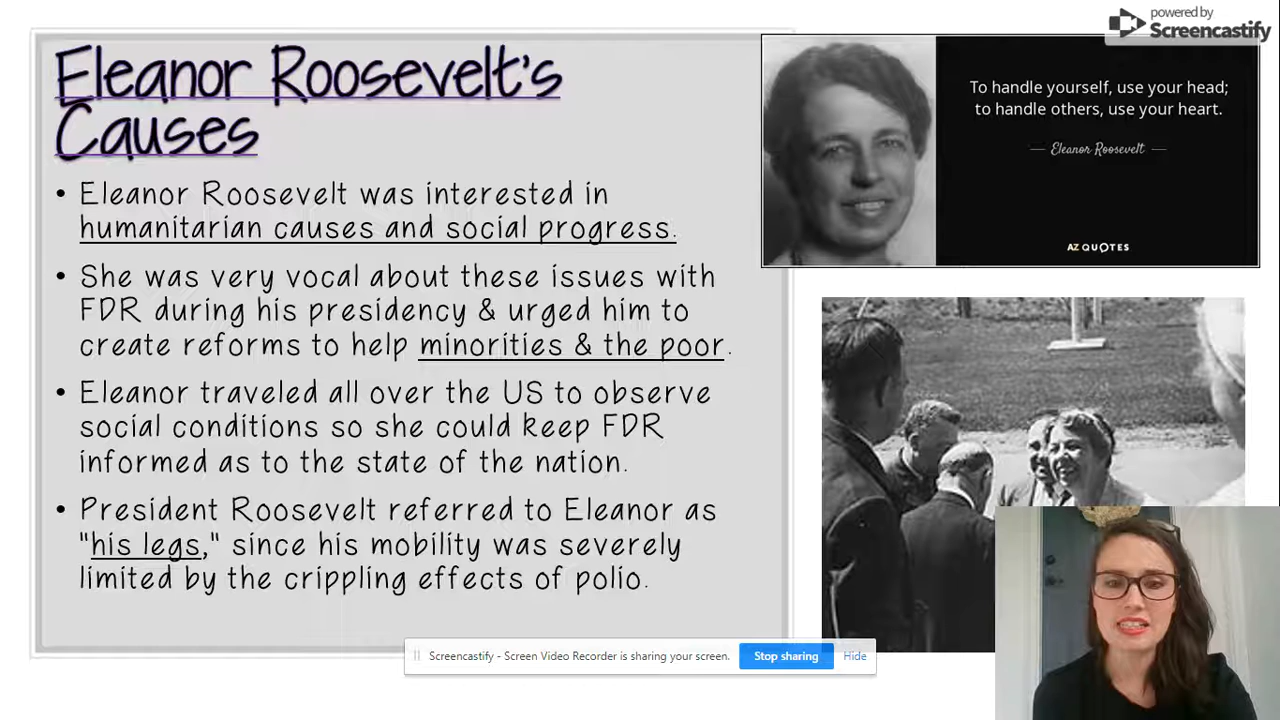 powered by
Screencastify
Eleanor Roosevelt's
Causes
• Eleanor Roosevelt was interested in
humanitarian causes and social progress.
• She was very vocal about these issues with
FDR during his presidency & urged him to
create reforms to help minorities & the poor.
• Eleanor traveled all over the US to observe
social conditions so she could keep FDR
informed as to the state of the nation.
• President Roosevelt referred to Eleanor as
"his legs," since his mobility was severely
limited by the crippling effects of polio.
To handle yourself, use your head;
to handle others, use your heart.
— Eleanor Roosevelt —
AZ QUOTES
Screencastify - Screen Video Recorder is sharing your screen. Stop sharing Hide